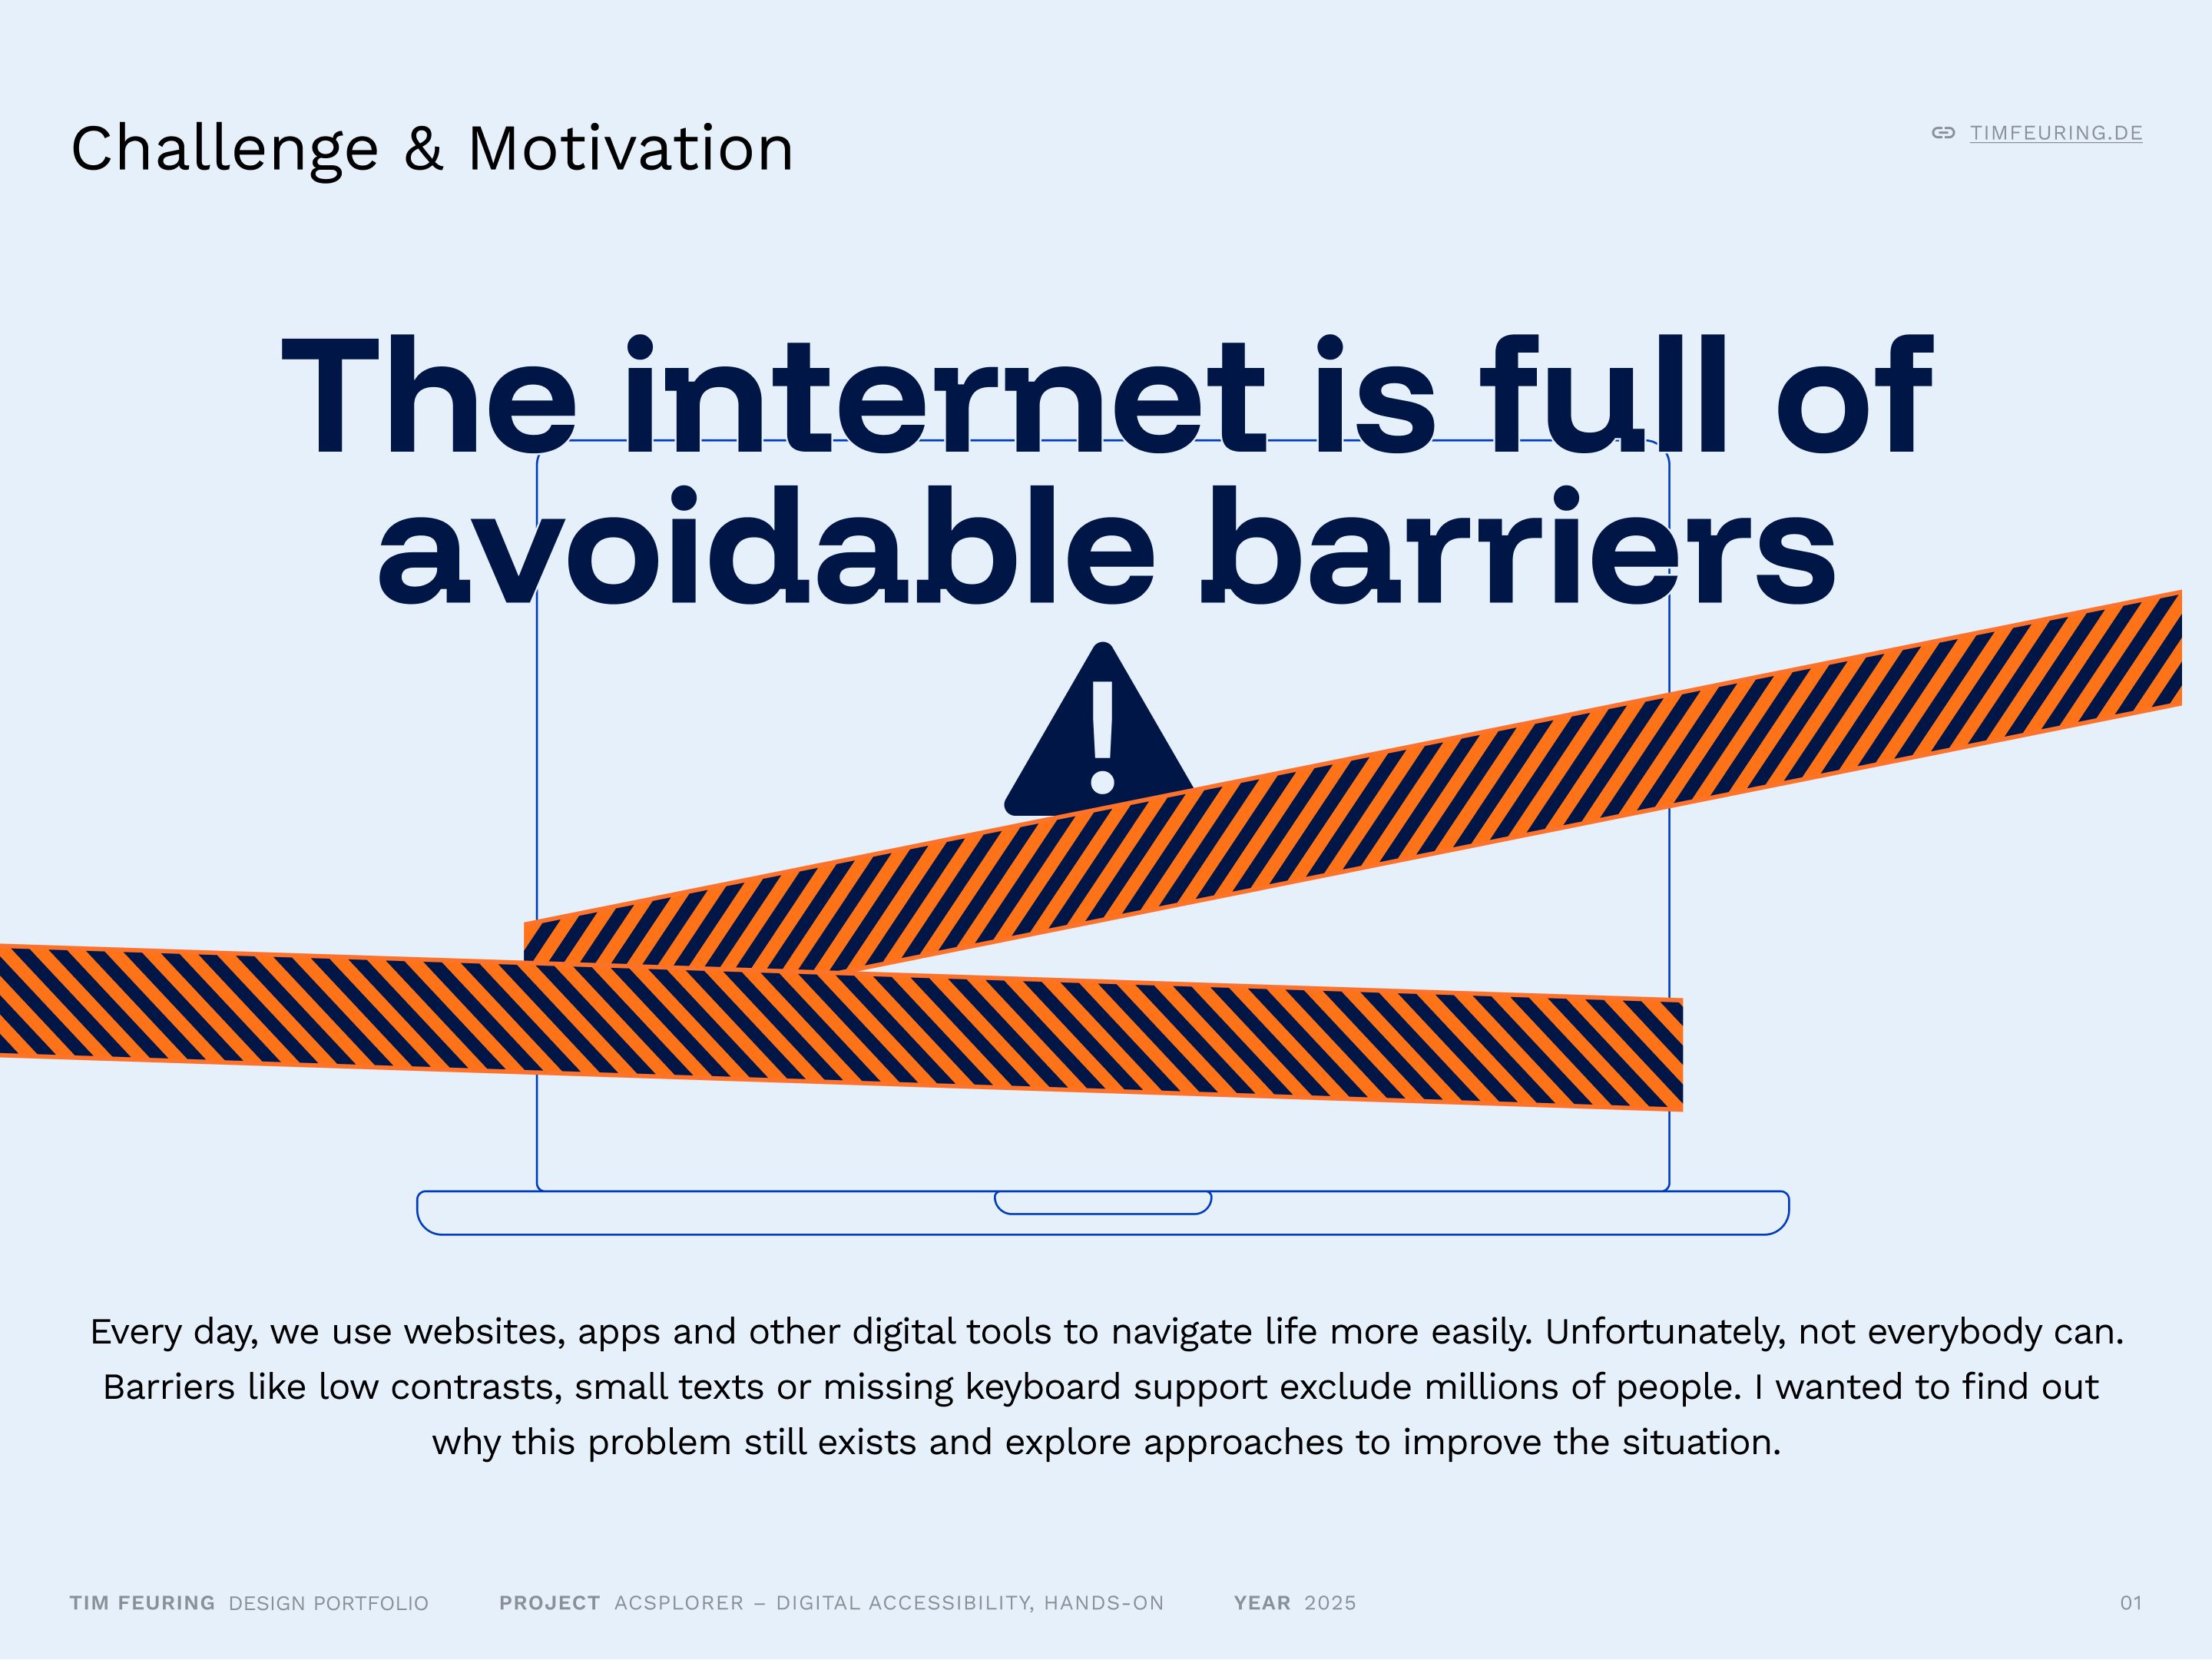 Challenge & Motivation
TIMFEURING.DE
The internet is full of
avoidable barriers
!
Every day, we use websites, apps and other digital tools to navigate life more easily. Unfortunately, not everybody can.
Barriers like low contrasts, small texts or missing keyboard support exclude millions of people. I wanted to find out
why this problem still exists and explore approaches to improve the situation.
TIM FEURING DESIGN PORTFOLIO PROJECT ACSPLORER – DIGITAL ACCESSIBILITY, HANDS-ON YEAR 2025 01